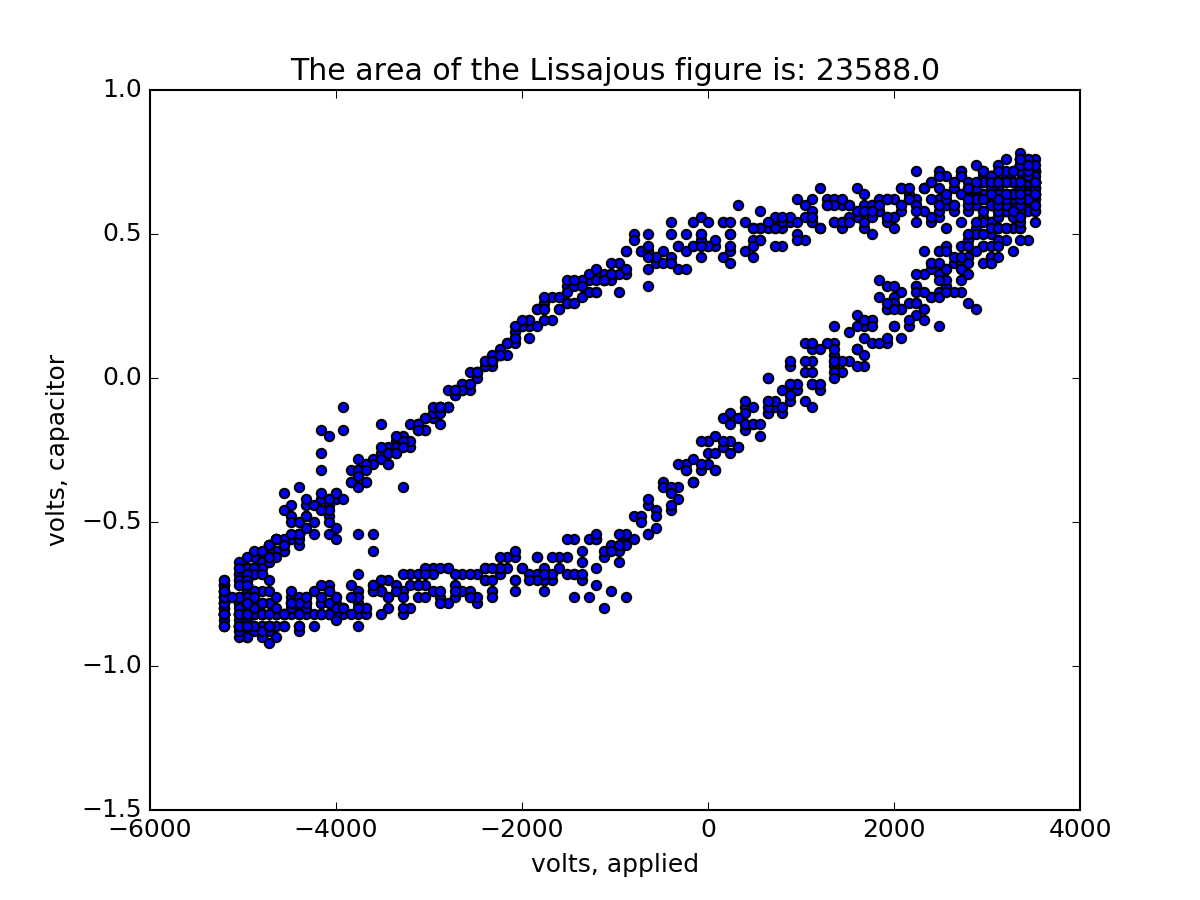 The area of the Lissajous figure is: 23588.0
1.0
0.5
0.0
−0.5
−1.0
−1.5
volts, capacitor
−6000 −4000 −2000 0 2000 4000
volts, applied